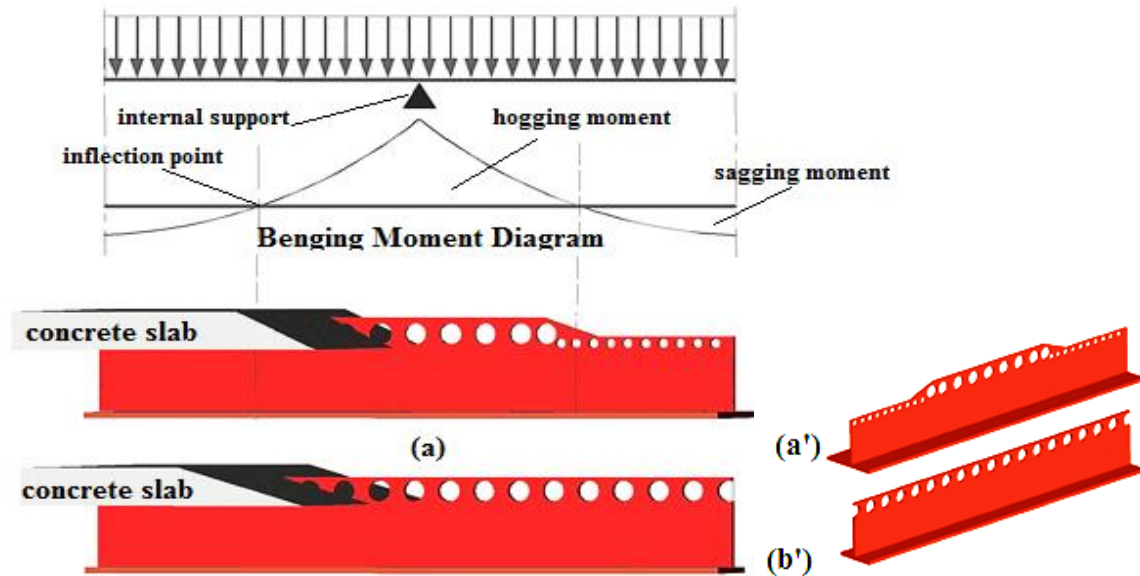 internal support
hogging moment
inflection point
sagging moment
Benging Moment Diagram
concrete slab
(a)
(a')
concrete slab
(b')